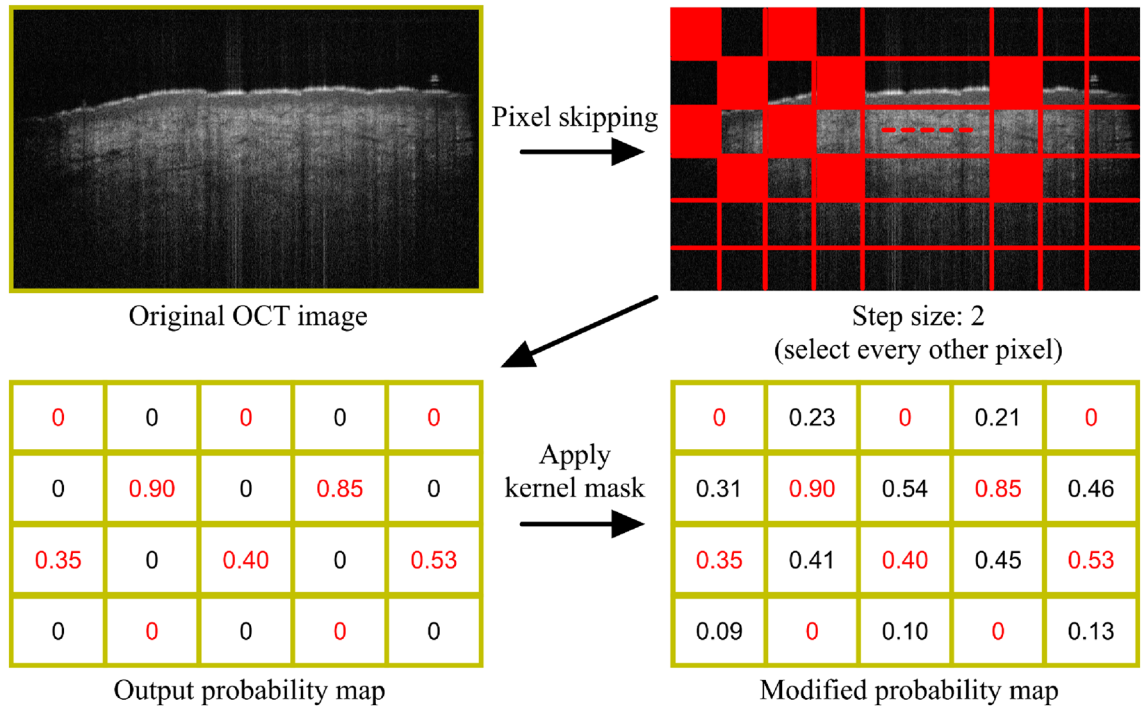 Pixel skipping
Original OCT image
Step size: 2
(select every other pixel)
0 0 0 0 0
0 0.90 0 0.85 0
0.35 0 0.40 0 0.53
0 0 0 0 0
Output probability map
Apply
kernel mask
0 0.23 0 0.21 0
0.31 0.90 0.54 0.85 0.46
0.35 0.41 0.40 0.45 0.53
0.09 0 0.10 0 0.13
Modified probability map